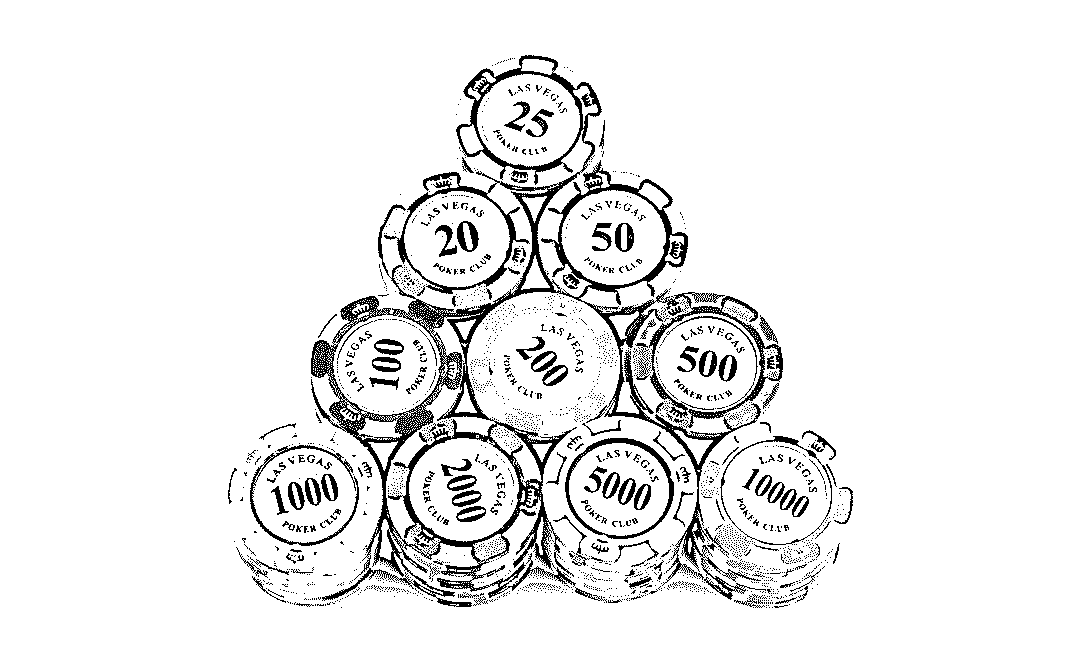 LAS VEGAS
25
POKER CLUB
LAS VEGAS
20
POKER CLUB
LAS VEGAS
50
POKER CLUB
LAS VEGAS
100
POKER CLUB
LAS VEGAS
200
POKER CLUB
LAS VEGAS
500
POKER CLUB
LAS VEGAS
1000
POKER CLUB
LAS VEGAS
2000
POKER CLUB
LAS VEGAS
5000
POKER CLUB
LAS VEGAS
10000
POKER CLUB